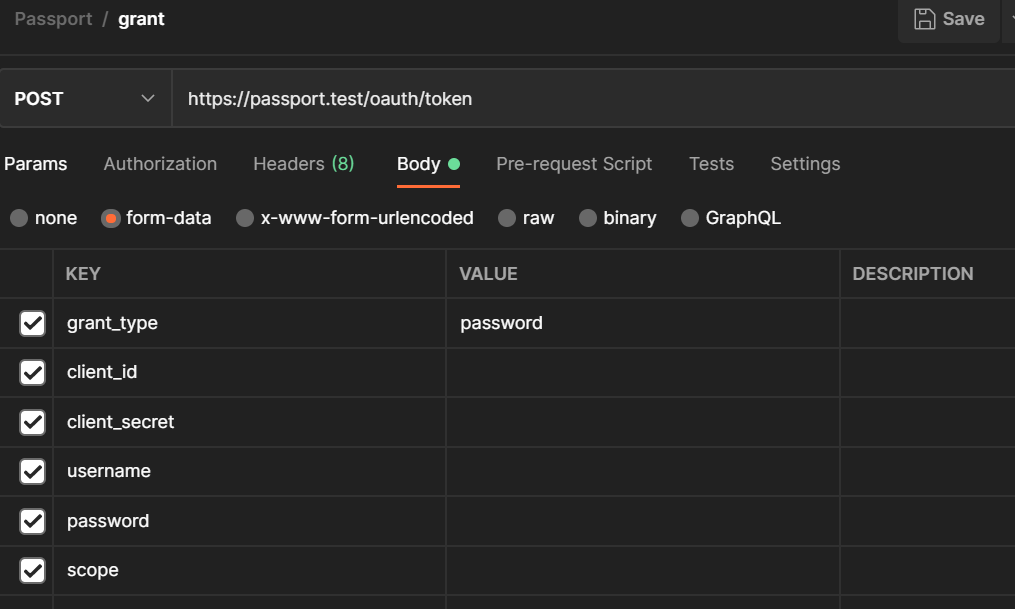 Passport / grant
Save
POST
https://passport.test/oauth/token
Params Authorization Headers (8) Body Pre-request Script Tests Settings
none form-data x-www-form-urlencoded raw binary GraphQL
KEY VALUE DESCRIPTION
grant_type password
client_id
client_secret
username
password
scope